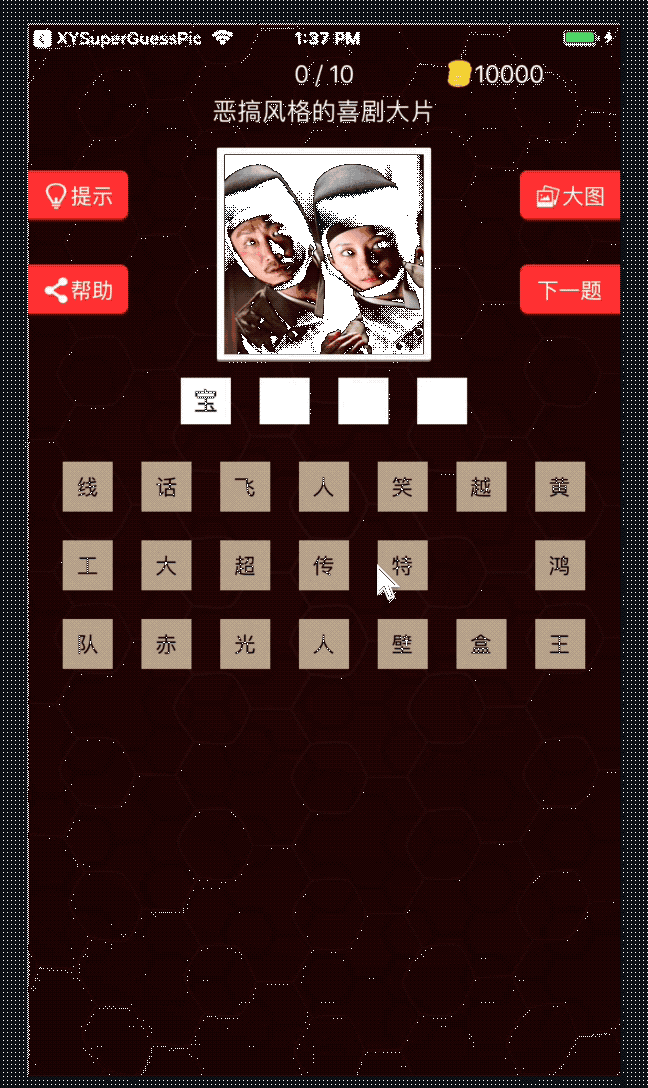 XYSuperGuessPic 1:37 PM
0 / 10 10000
恶搞风格的喜剧大片
提示 大图
帮助 下一题
线 话 飞 人 笑 越 黄
工 大 超 传 特 鸿
队 赤 光 人 壁 盒 王